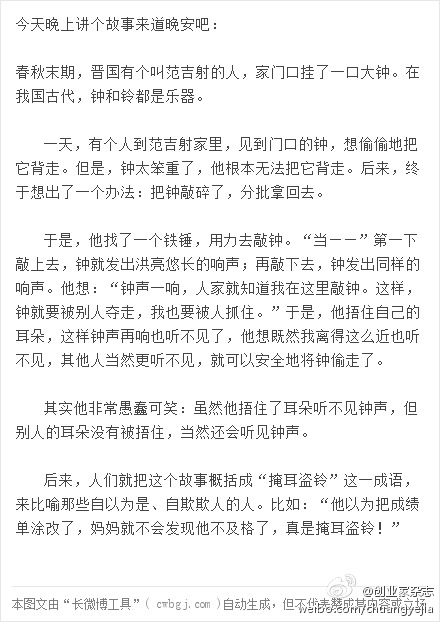 今天晚上讲个故事来道晚安吧：
春秋末期，晋国有个叫范吉射的人，家门口挂了一口大钟。在
我国古代，钟和铃都是乐器。
一天，有个人到范吉射家里，见到门口的钟，想偷偷地把
它背走。但是，钟太笨重了，他根本无法把它背走。后来，终
于想出了一个办法：把钟敲碎了，分批拿回去。
于是，他找了一个铁锤，用力去敲钟。“当－－”第一下
敲上去，钟就发出洪亮悠长的响声；再敲下去，钟发出同样的
响声。他想：“钟声一响，人家就知道我在这里敲钟。这样，
钟就要被别人夺走，我也要被人抓住。”于是，他捂住自己的
耳朵，这样钟声再响也听不见了，他想既然我离得这么近也听
不见，其他人当然更听不见，就可以安全地将钟偷走了。
其实他非常愚蠢可笑：虽然他捂住了耳朵听不见钟声，但
别人的耳朵没有被捂住，当然还会听见钟声。
后来，人们就把这个故事概括成“掩耳盗铃”这一成语，
来比喻那些自以为是、自欺欺人的人。比如：“他以为把成绩
单涂改了，妈妈就不会发现他不及格了，真是掩耳盗铃！”
@创业家杂志
本图文由“长微博工具”( cwbgj.com )自动生成，但不代表赞成其内容或立场
weibo.com/chuangyejia